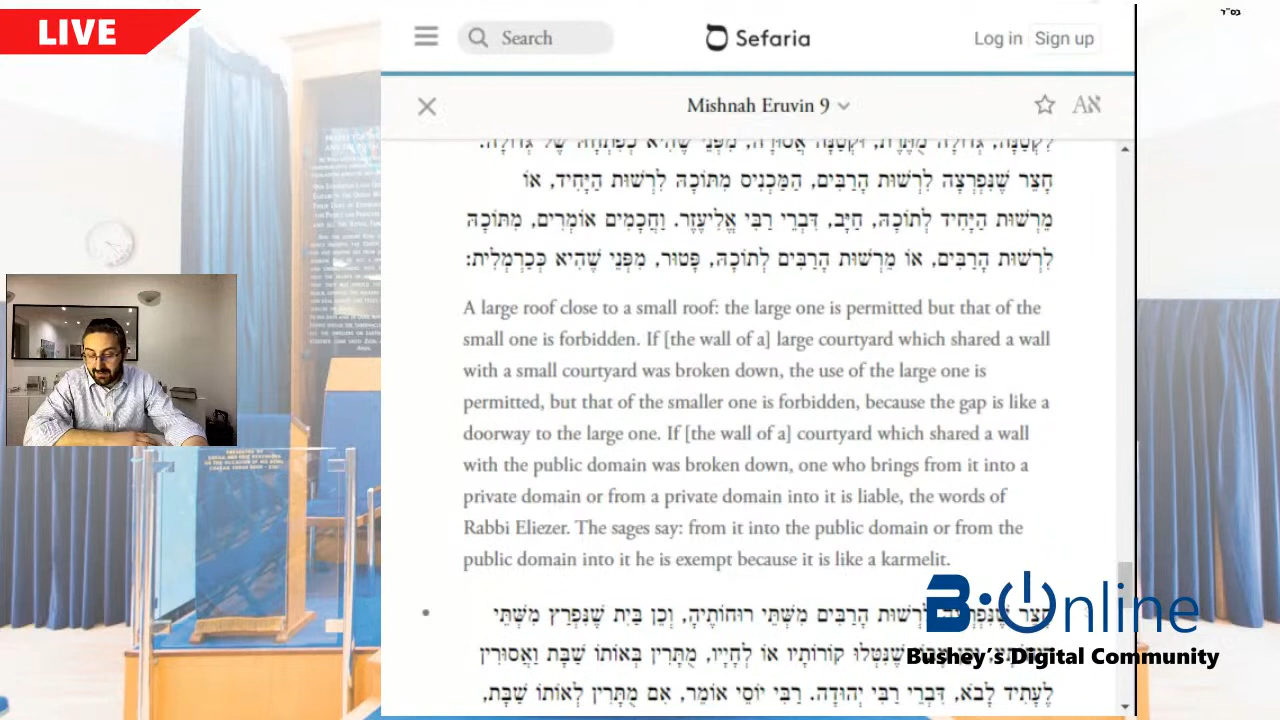 LIVE
בס"ד
Search
Sefaria
Log in
Sign up
Mishnah Eruvin 9
AA
לַקְּטַנָּה, גְּדוֹלָה מֻתֶּרֶת, וּקְטַנָּה אֲסוּרָה, מִפְּנֵי שֶׁהִיא כְּפִתְחָהּ שֶׁל גְּדוֹלָה.
חָצֵר שֶׁנִּפְרְצָה לִרְשׁוּת הָרַבִּים, הַמַּכְנִיס מִתּוֹכָהּ לִרְשׁוּת הַיָּחִיד, אוֹ
מֵרְשׁוּת הַיָּחִיד לְתוֹכָהּ, חַיָּב, דִּבְרֵי רַבִּי אֱלִיעֶזֶר. וַחֲכָמִים אוֹמְרִים, מִתּוֹכָהּ
לִרְשׁוּת הָרַבִּים, אוֹ מֵרְשׁוּת הָרַבִּים לְתוֹכָהּ, פָּטוּר, מִפְּנֵי שֶׁהִיא כְּכַרְמְלִית:
A large roof close to a small roof: the large one is permitted but that of the
small one is forbidden. If [the wall of a] large courtyard which shared a wall
with a small courtyard was broken down, the use of the large one is
permitted, but that of the smaller one is forbidden, because the gap is like a
doorway to the large one. If [the wall of a] courtyard which shared a wall
with the public domain was broken down, one who brings from it into a
private domain or from a private domain into it is liable, the words of
Rabbi Eliezer. The sages say: from it into the public domain or from the
public domain into it he is exempt because it is like a karmelit.
חָצֵר לִרְשׁוּת הָרַבִּים מִשְּׁתֵּי רוּחוֹתֶיהָ, וְכֵן בַּיִת שֶׁנִּפְרַץ מִשְּׁתֵּי
שֶׁנִּטְּלוּ קוֹרוֹתָיו אוֹ לְחָיָיו, מֻתָּרִין בְּאוֹתוֹ שַׁבָּת וַאֲסוּרִין
לֶעָתִיד לָבֹא, דִּבְרֵי רַבִּי יְהוּדָה. רַבִּי יוֹסֵי אוֹמֵר, אִם מֻתָּרִין לְאוֹתוֹ שַׁבָּת,
B·Online
Bushey's Digital Community